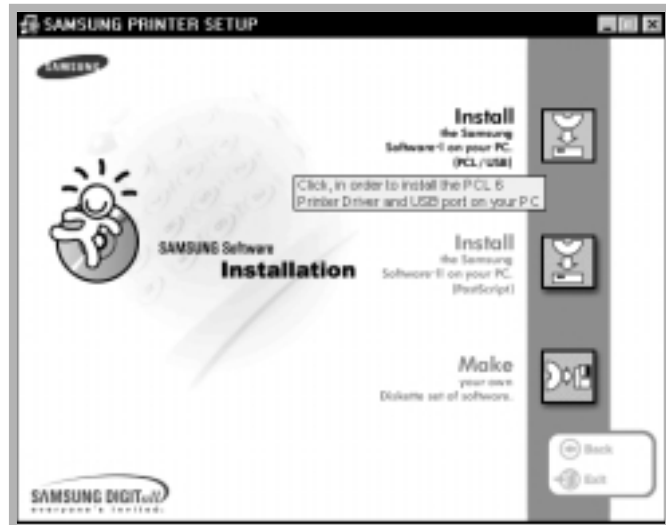 SAMSUNG PRINTER SETUP
SAMSUNG
Install
the Samsung
Software-I on your PC.
(PCL/USB)
Click, in order to install the PCL 6
Printer Driver and USB port on your PC
SAMSUNG Software
Installation
Install
the Samsung
Software-II on your PC.
(PostScript)
Make
your own
Diskette set of software.
Back
Exit
SAMSUNG DIGITall
everyone's invited.